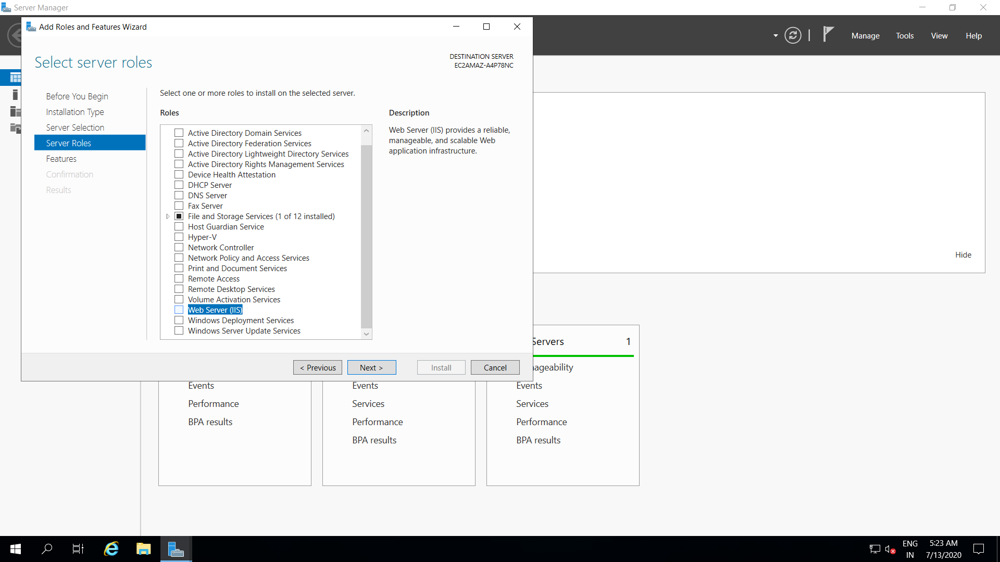 Server Manager
Add Roles and Features Wizard
Manage
Tools
View
Help
Select server roles
DESTINATION SERVER
EC2AMAZ-A4P78NC
Before You Begin
Installation Type
Server Selection
Server Roles
Features
Confirmation
Results
Select one or more roles to install on the selected server.
Roles
Active Directory Domain Services
Active Directory Federation Services
Active Directory Lightweight Directory Services
Active Directory Rights Management Services
Device Health Attestation
DHCP Server
DNS Server
Fax Server
File and Storage Services (1 of 12 installed)
Host Guardian Service
Hyper-V
Network Controller
Network Policy and Access Services
Print and Document Services
Remote Access
Remote Desktop Services
Volume Activation Services
Web Server (IIS)
Windows Deployment Services
Windows Server Update Services
Description
Web Server (IIS) provides a reliable,
manageable, and scalable Web
application infrastructure.
< Previous
Next >
Install
Cancel
Hide
Servers 1
nageability
Events
Performance
BPA results
Events
Services
Performance
BPA results
Events
Services
Performance
BPA results
ENG
IN
5:23 AM
7/13/2020